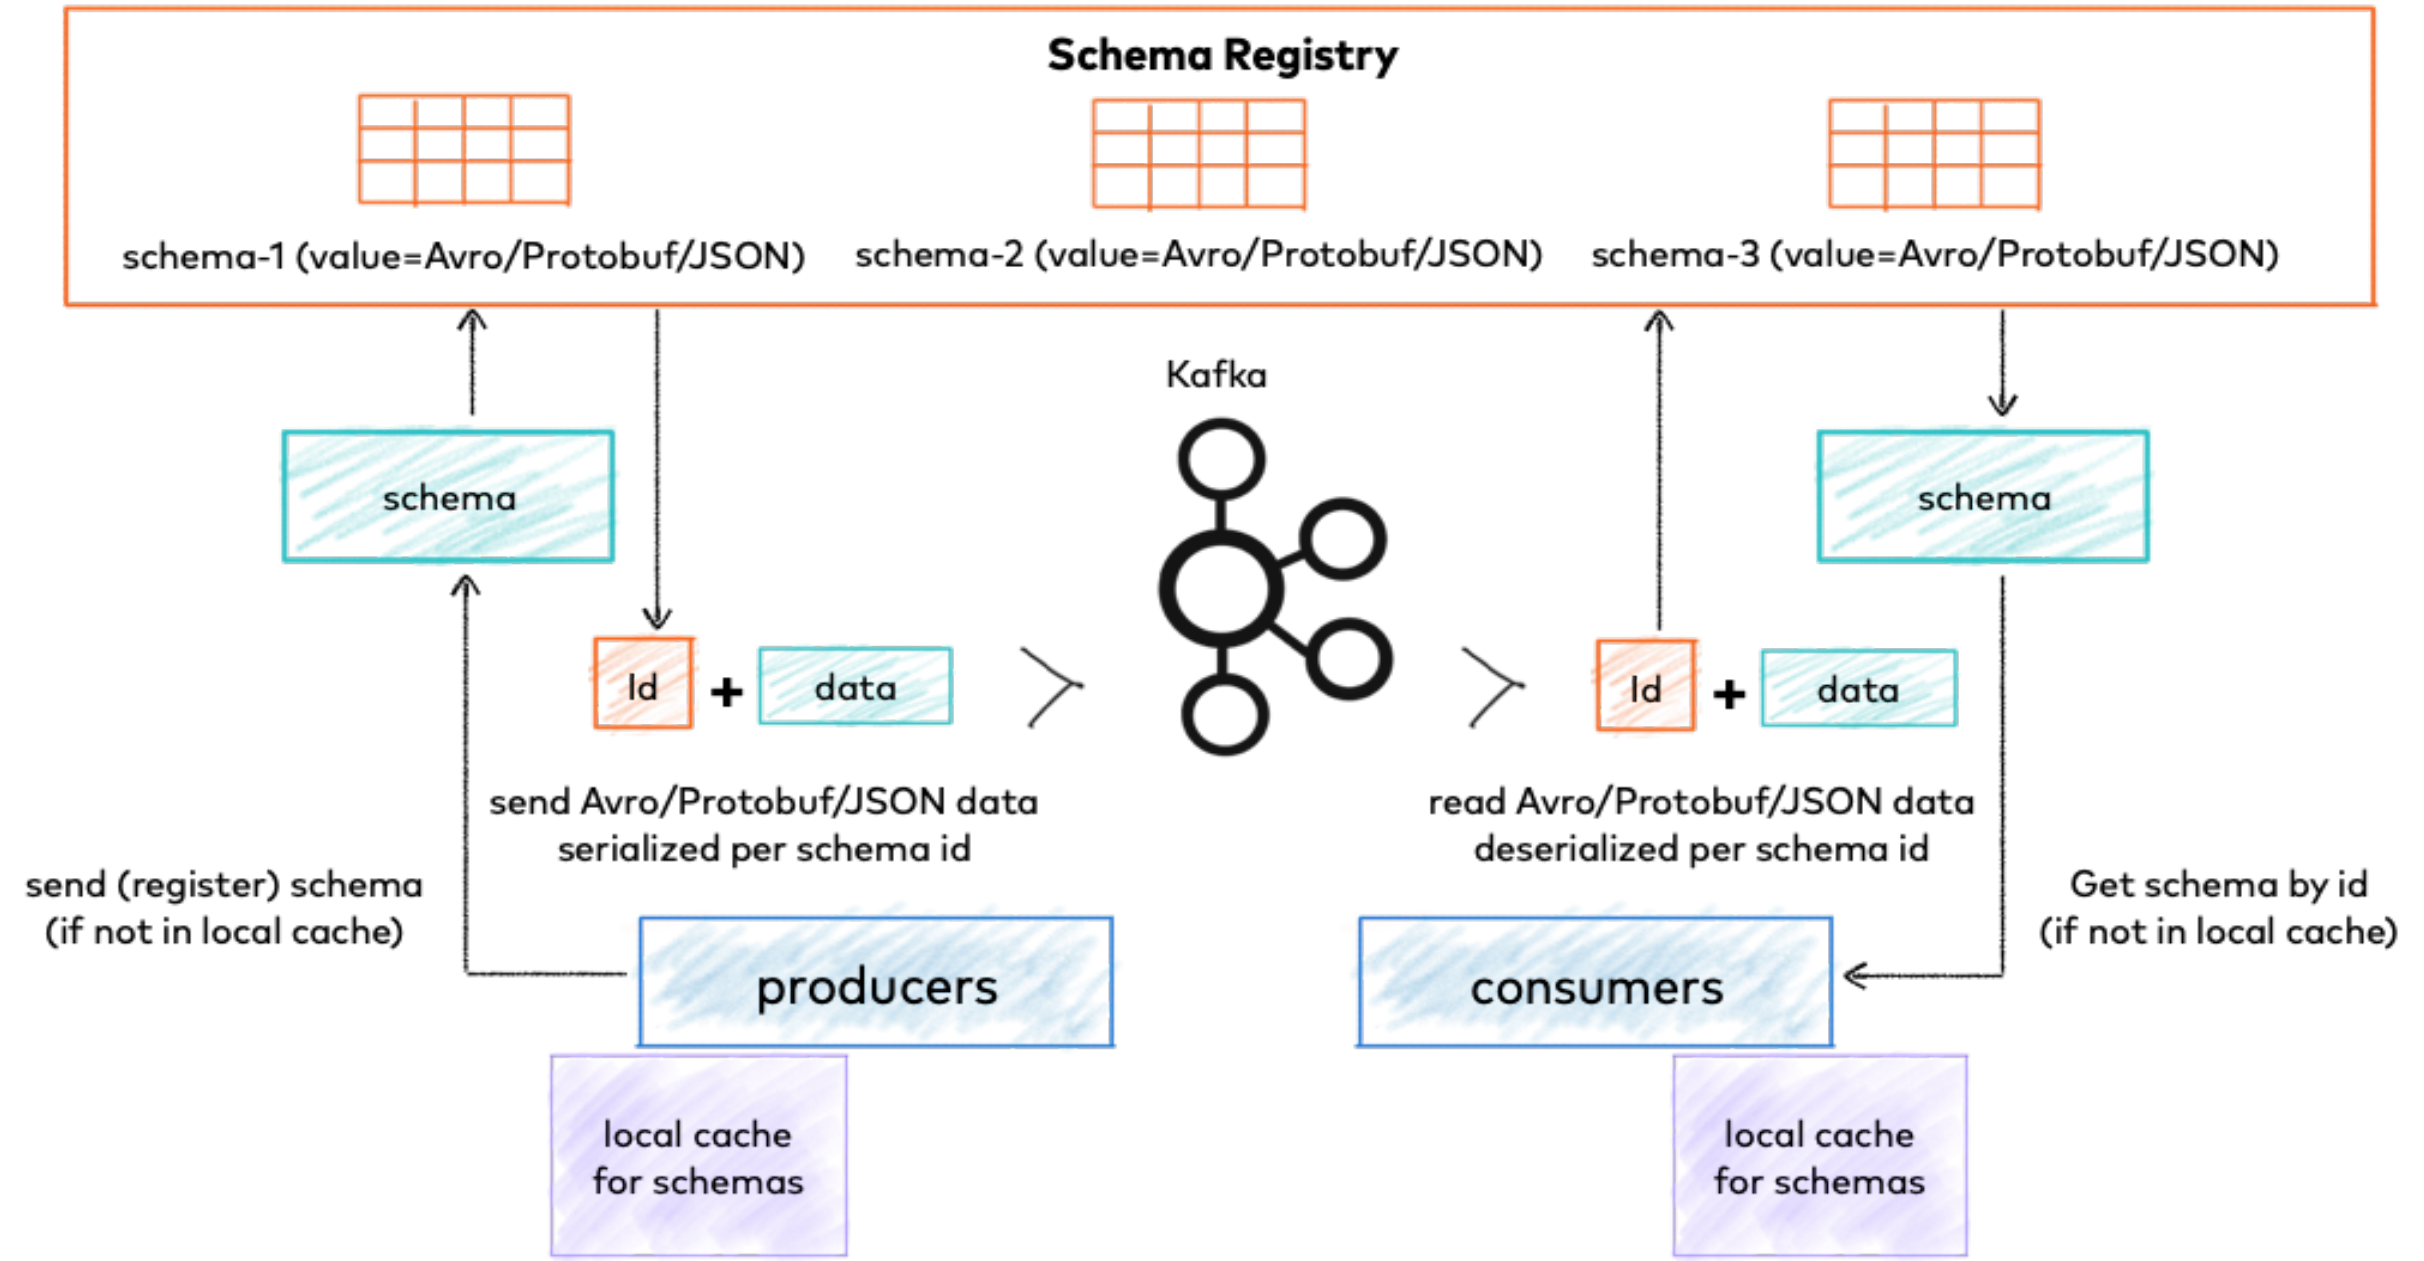 Schema Registry
schema-1 (value=Avro/Protobuf/JSON)
schema-2 (value=Avro/Protobuf/JSON)
schema-3 (value=Avro/Protobuf/JSON)
Kafka
schema
schema
Id + data
Id + data
send Avro/Protobuf/JSON data
serialized per schema id
read Avro/Protobuf/JSON data
deserialized per schema id
send (register) schema
(if not in local cache)
Get schema by id
(if not in local cache)
producers
consumers
local cache
for schemas
local cache
for schemas